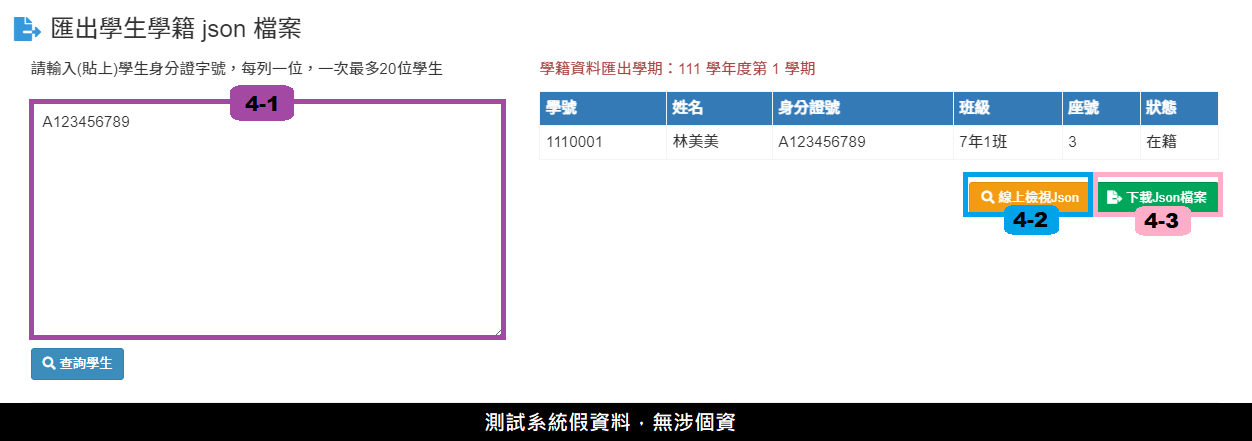 匯出學生學籍 json 檔案
請輸入(貼上)學生身分證字號，每列一位，一次最多20位學生
4-1
A123456789
查詢學生
學籍資料匯出學期：111 學年度第 1 學期
學號 姓名 身分證號 班級 座號 狀態
1110001 林美美 A123456789 7年1班 3 在籍
線上檢視Json 下載Json檔案
4-2 4-3
測試系統假資料．無涉個資